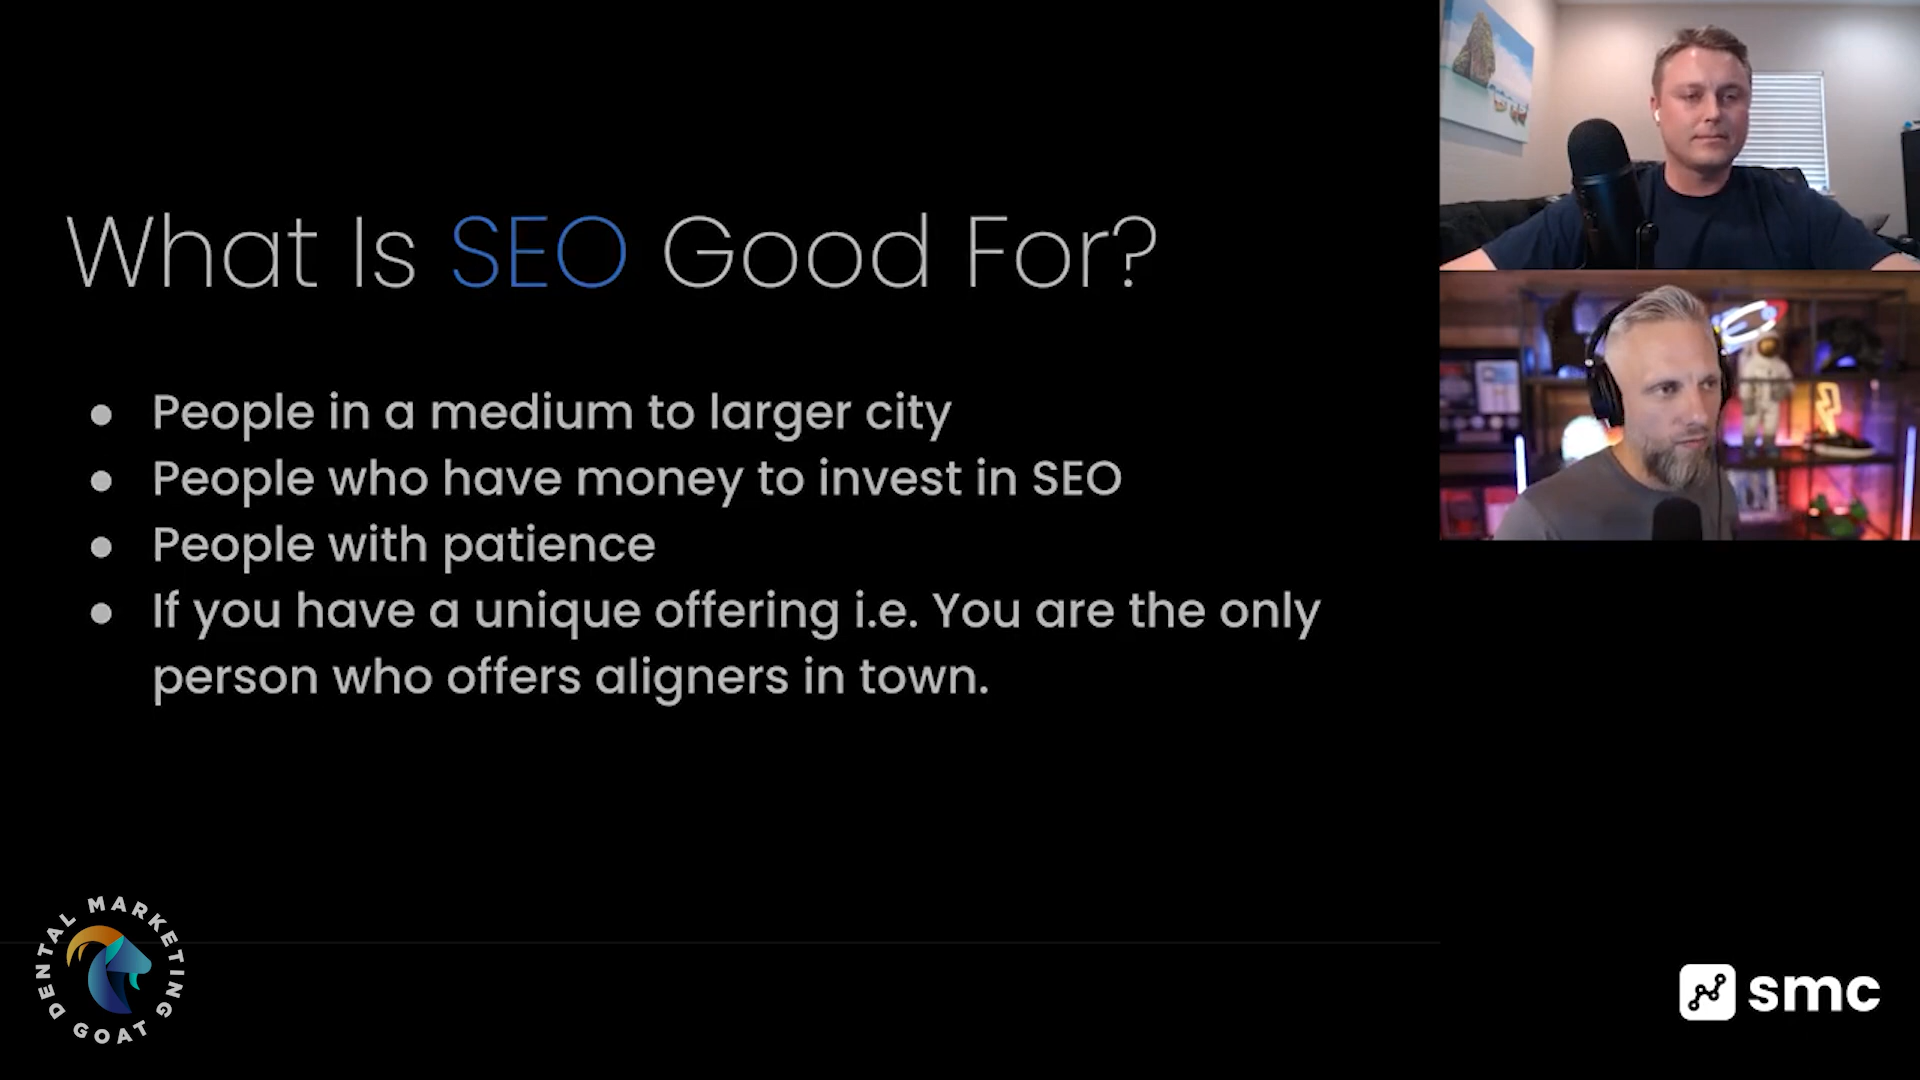 What Is SEO Good For?
● People in a medium to larger city
● People who have money to invest in SEO
● People with patience
● If you have a unique offering i.e. You are the only
person who offers aligners in town.
DENTAL MARKETING
GOAT
smc